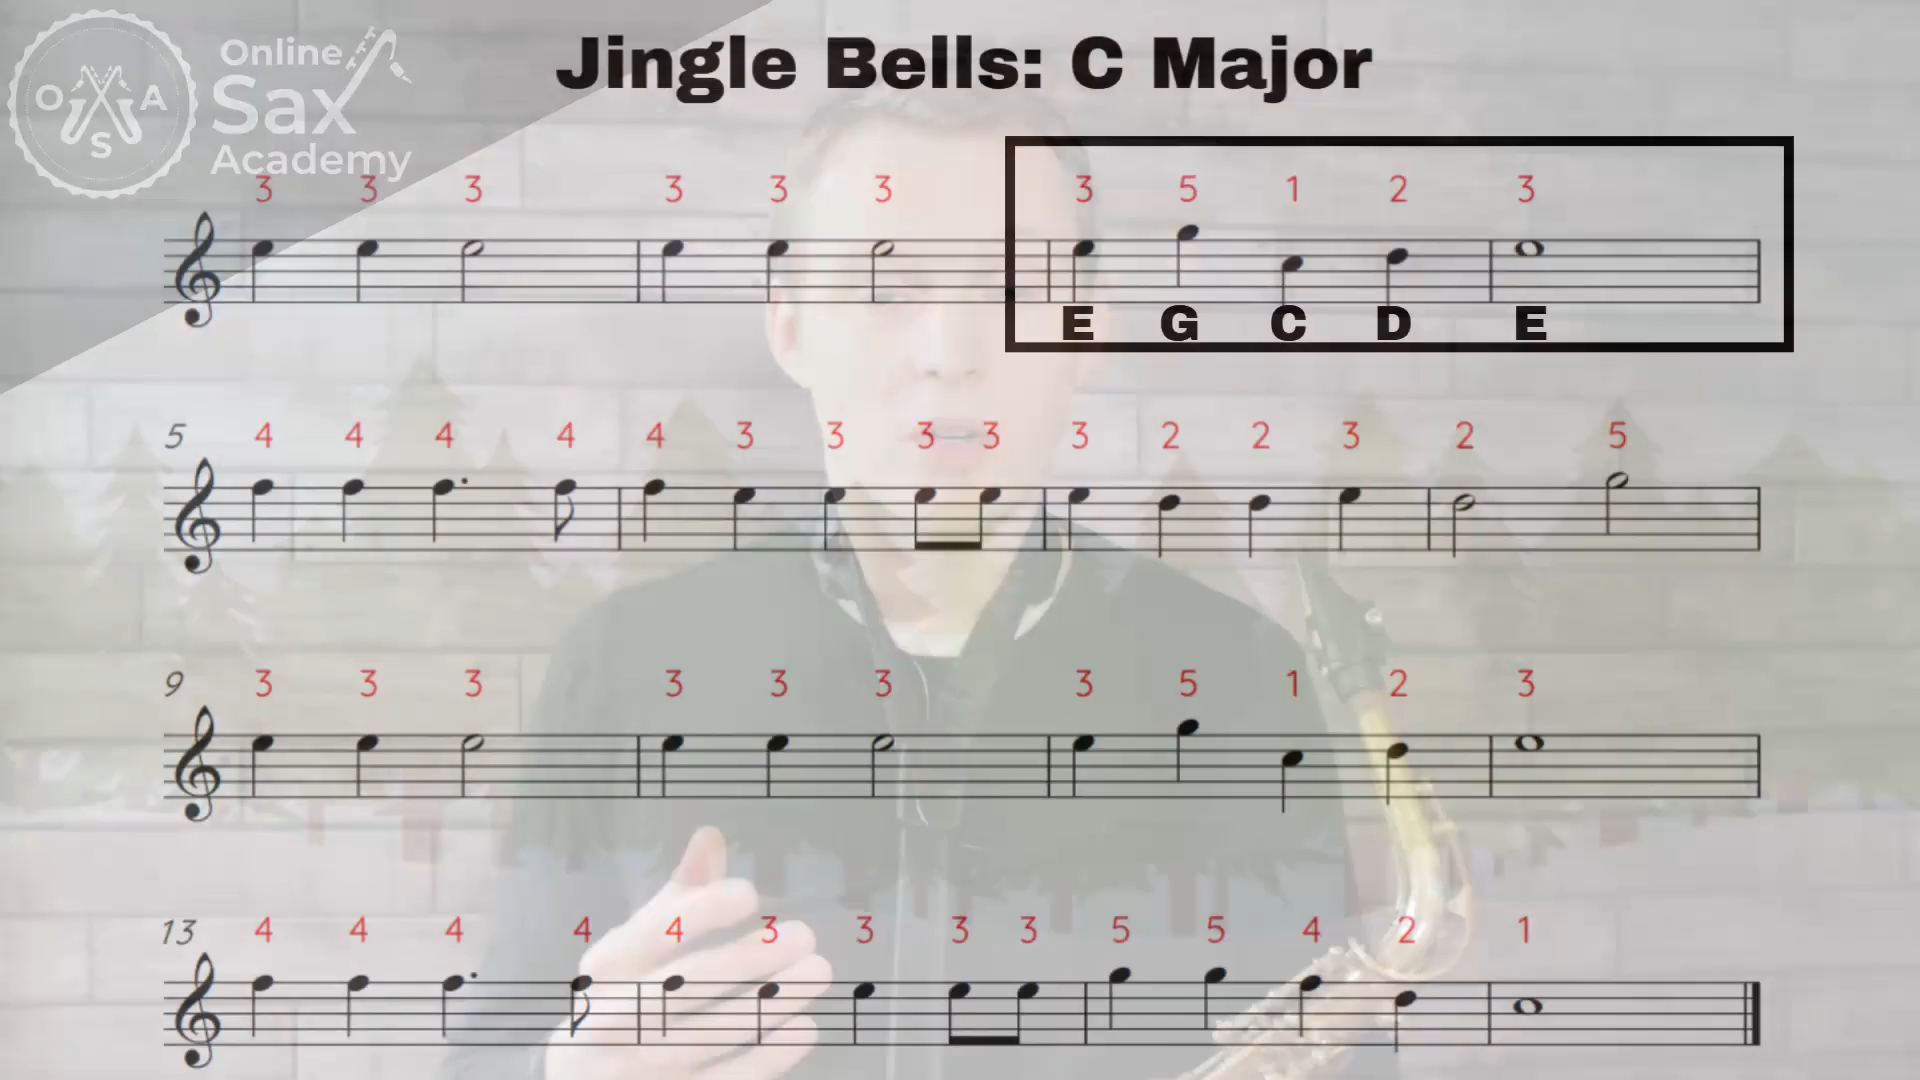 Jingle Bells: C Major
O S A
Online
Sax
Academy
3 3 3 3 3 3 3 5 1 2 3
E G C D E
5 4 4 4 4 4 3 3 3 3 3 2 2 3 2 5
9 3 3 3 3 3 3 3 5 1 2 3
13 4 4 4 4 4 3 3 3 3 5 5 4 2 1